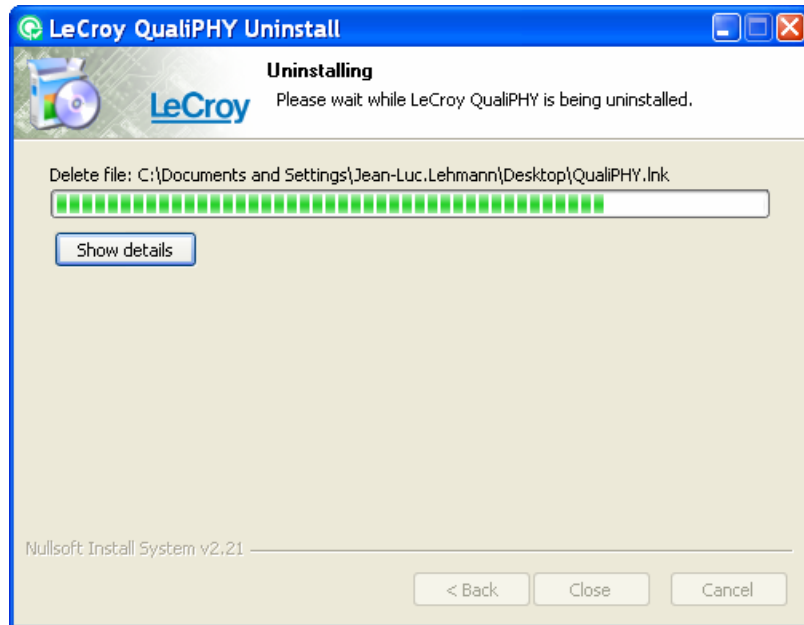 LeCroy QualiPHY Uninstall
Uninstalling
Please wait while LeCroy QualiPHY is being uninstalled.
LeCroy
Delete file: C:\Documents and Settings\Jean-Luc.Lehmann\Desktop\QualiPHY.lnk
Show details
Nullsoft Install System v2.21
< Back
Close
Cancel